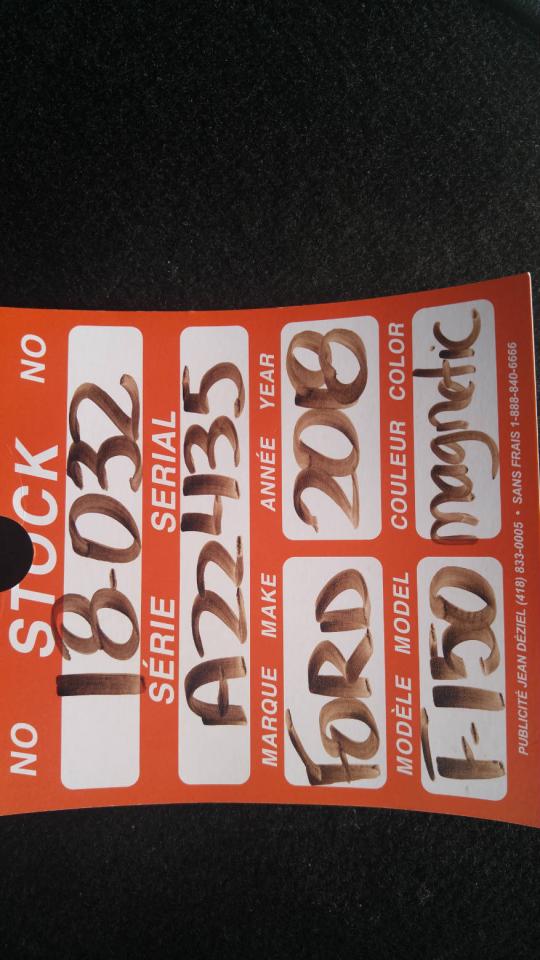 NO STOCK NO
18-032
SÉRIE SERIAL
A22435
MARQUE MAKE ANNÉE YEAR
FORD 2018
MODÈLE MODEL COULEUR COLOR
F-150 magnetic
PUBLICITÉ JEAN DÉZIEL (418) 833-0005 • SANS FRAIS 1-888-840-6666